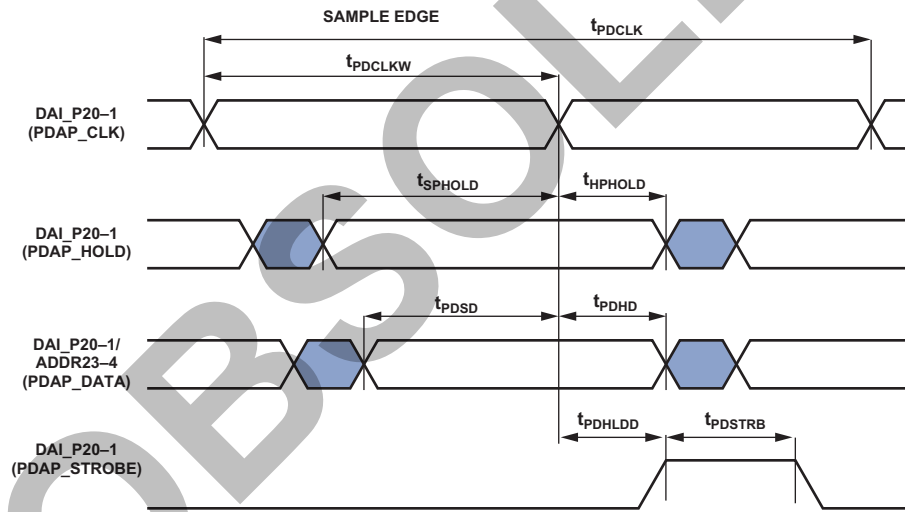 SAMPLE EDGE
tPDCLK
tPDCLKW
DAI_P20–1
(PDAP_CLK)
tSPHOLD
tHPHOLD
DAI_P20–1
(PDAP_HOLD)
tPDSD
tPDHD
DAI_P20–1/
ADDR23–4
(PDAP_DATA)
tPDHLDD
tPDSTRB
DAI_P20–1
(PDAP_STROBE)
OBSOL